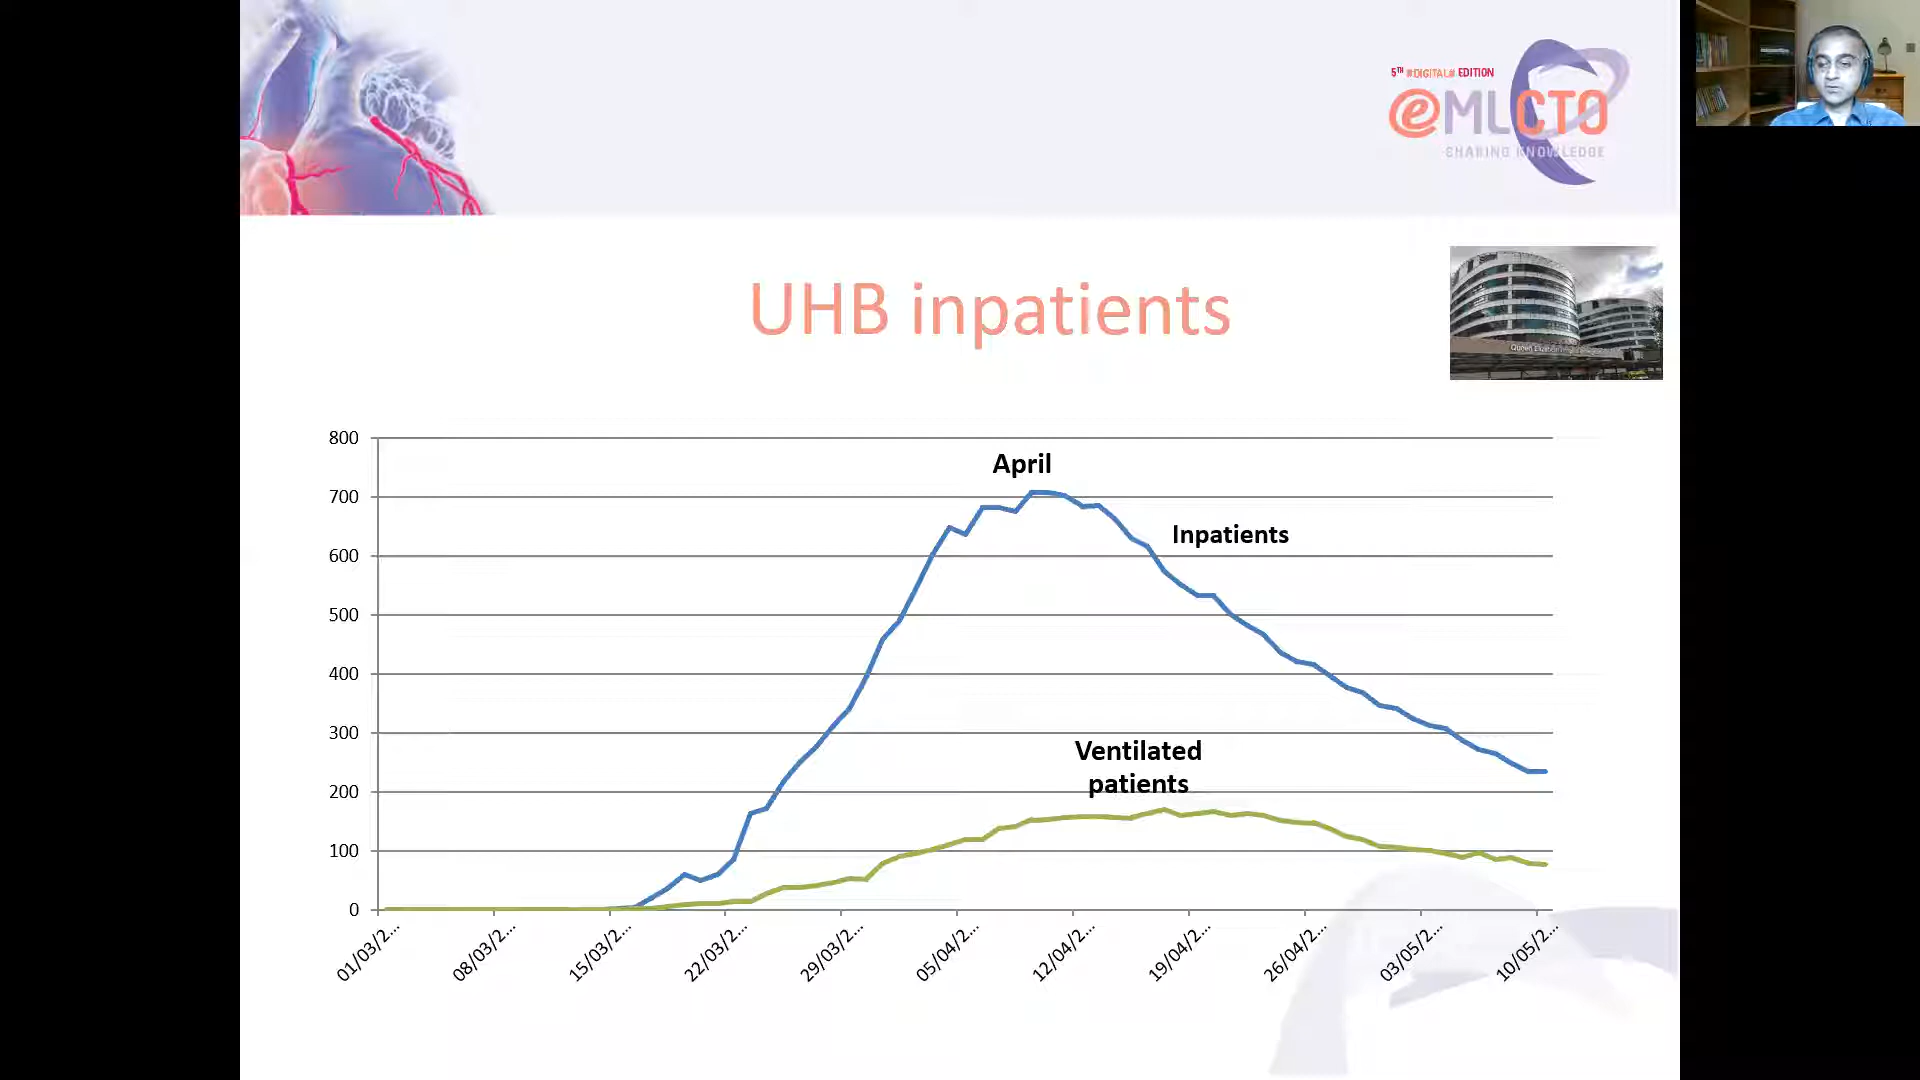 5TH #DIGITAL# EDITION
@MLCTO
SHARING KNOWLEDGE
UHB inpatients
800
April
700
Inpatients
600
500
400
300
Ventilated
patients
200
100
0
01/03/2...
08/03/2...
15/03/2...
22/03/2...
29/03/2...
05/04/2...
12/04/2...
19/04/2...
26/04/2...
03/05/2...
10/05/2...